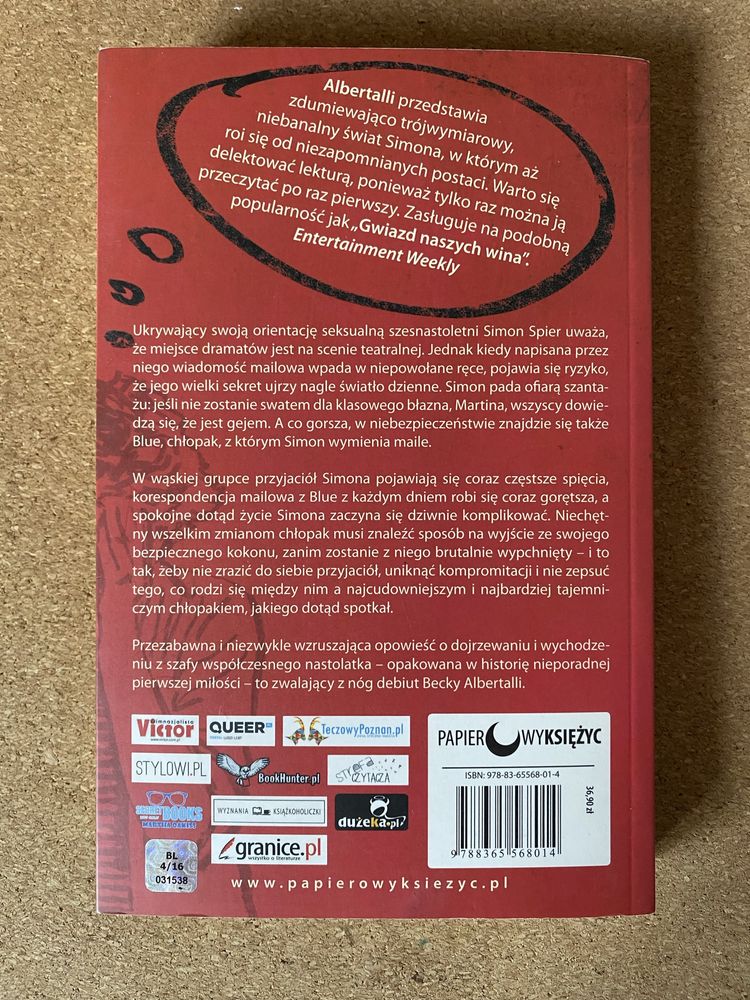 Albertalli przedstawia
zdumiewająco trójwymiarowy,
niebanalny świat Simona, w którym aż
roi się od niezapomnianych postaci. Warto się
delektować lekturą, ponieważ tylko raz można ją
przeczytać po raz pierwszy. Zasługuje na podobną
popularność jak „Gwiazd naszych wina”.
Entertainment Weekly
Ukrywający swoją orientację seksualną szesnastoletni Simon Spier uważa,
że miejsce dramatów jest na scenie teatralnej. Jednak kiedy napisana przez
niego wiadomość mailowa wpada w niepowołane ręce, pojawia się ryzyko,
że jego wielki sekret ujrzy nagle światło dzienne. Simon pada ofiarą szanta-
żu: jeśli nie zostanie swatem dla klasowego błazna, Martina, wszyscy dowie-
dzą się, że jest gejem. A co gorsza, w niebezpieczeństwie znajdzie się także
Blue, chłopak, z którym Simon wymienia maile.
W wąskiej grupce przyjaciół Simona pojawiają się coraz częstsze spięcia,
korespondencja mailowa z Blue z każdym dniem robi się coraz gorętsza, a
spokojne dotąd życie Simona zaczyna się dziwnie komplikować. Niechęt-
ny wszelkim zmianom chłopak musi znaleźć sposób na wyjście ze swojego
bezpiecznego kokonu, zanim zostanie z niego brutalnie wypchnięty – i to
tak, żeby nie zrazić do siebie przyjaciół, uniknąć kompromitacji i nie zepsuć
tego, co rodzi się między nim a najcudowniejszym i najbardziej tajemni-
czym chłopakiem, jakiego dotąd spotkał.
Przezabawna i niezwykle wzruszająca opowieść o dojrzewaniu i wychodze-
niu z szafy współczesnego nastolatka – opakowana w historię nieporadnej
pierwszej miłości – to zwalający z nóg debiut Becky Albertalli.
Gimnazjalista
Victor
QUEER
TeczowyPoznan.pl
PAPIEROWYKSIĘŻYC
STYLOWI.PL
BookHunter.pl
STREFA
CZYTACZA
ISBN: 978-83-65568-01-4
36,90 zł
SECRET
BOOKS
WYZNANIA KSIĄŻKOHOLICZKI
dużeka.pl
granice.pl
wszystko o literaturze
9 788365 568014
BL
4/16
031538
www.papierowyksiezyc.pl